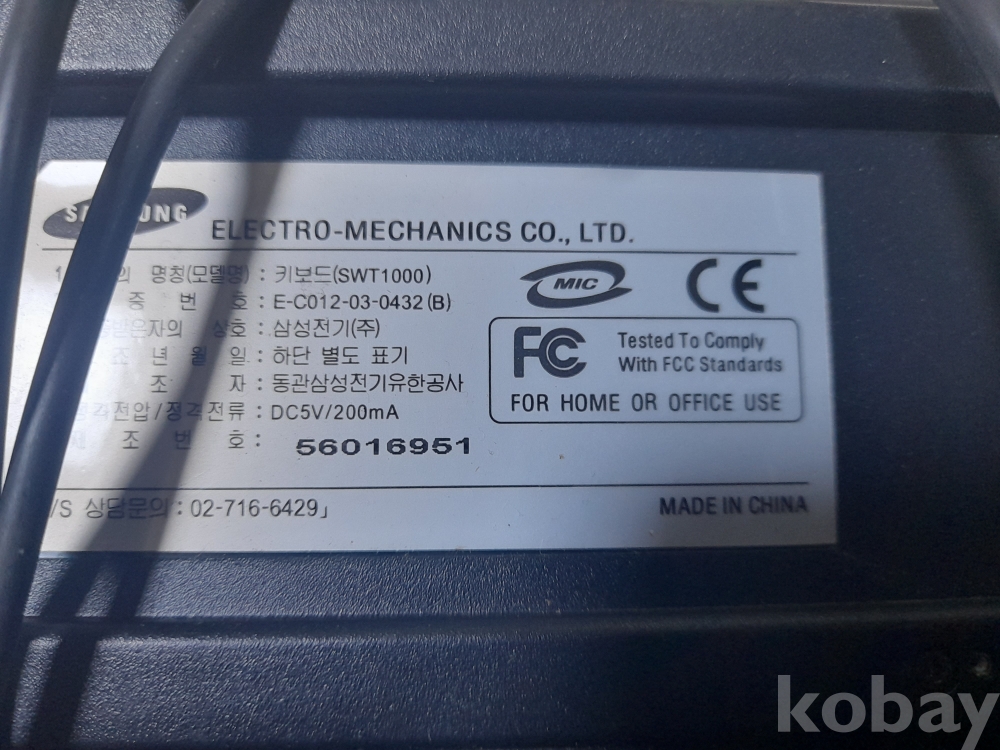 ELECTRO-MECHANICS CO., LTD.
명칭(모델명) : 키보드(SWT1000)
번 호 : E-C012-03-0432 (B)
상호 : 삼성전기(주)
년 월 일 : 하단 별도 표기
조 자 : 동관삼성전기유한공사
정격전류 : DC5V/200mA
조 번 호 : 56016951
MIC
CE
FC
Tested To Comply
With FCC Standards
FOR HOME OR OFFICE USE
/S 상담문의 : 02-716-6429」
MADE IN CHINA
kobay